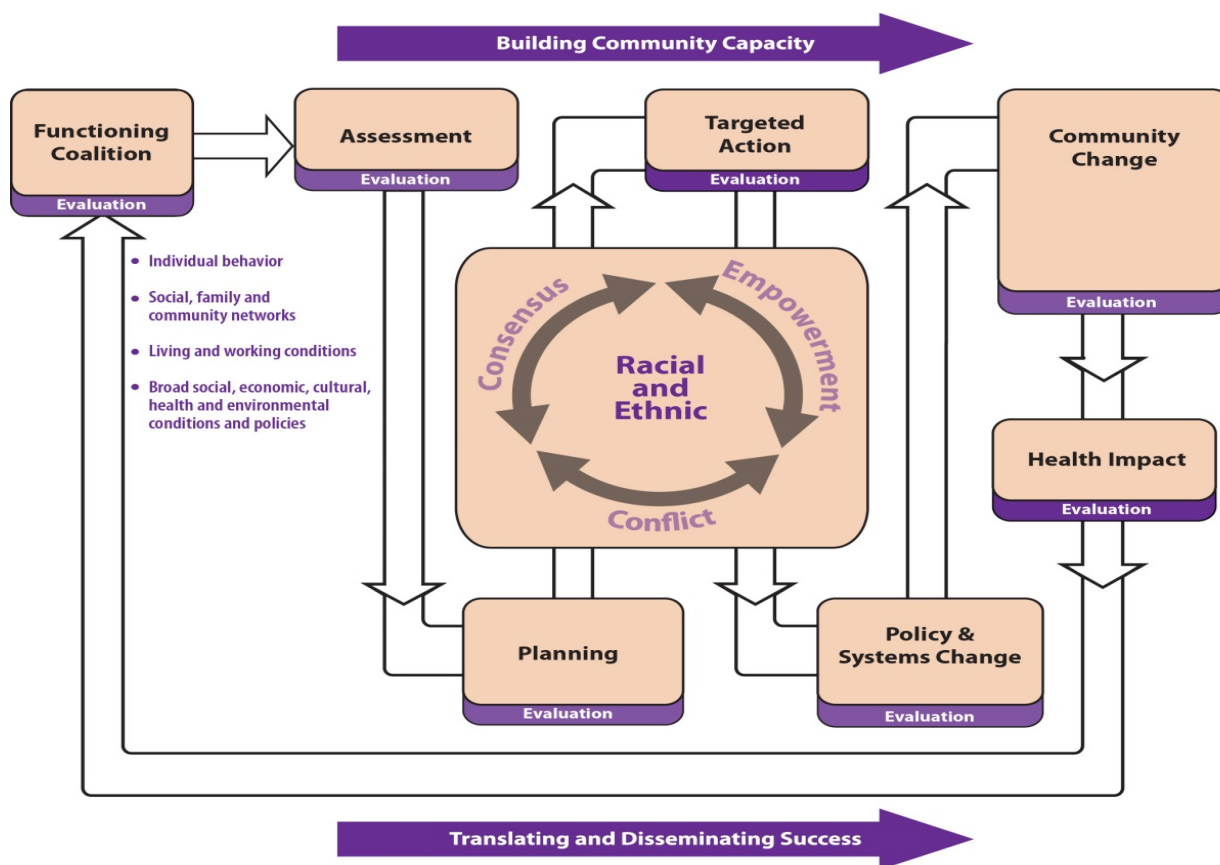 Building Community Capacity
Functioning
Coalition
Evaluation
Assessment
Evaluation
Targeted
Action
Evaluation
Community
Change
Evaluation
• Individual behavior
• Social, family and
community networks
• Living and working conditions
• Broad social, economic, cultural,
health and environmental
conditions and policies
Consensus
Empowerment
Racial
and
Ethnic
Conflict
Health Impact
Evaluation
Planning
Evaluation
Policy &
Systems Change
Evaluation
Translating and Disseminating Success